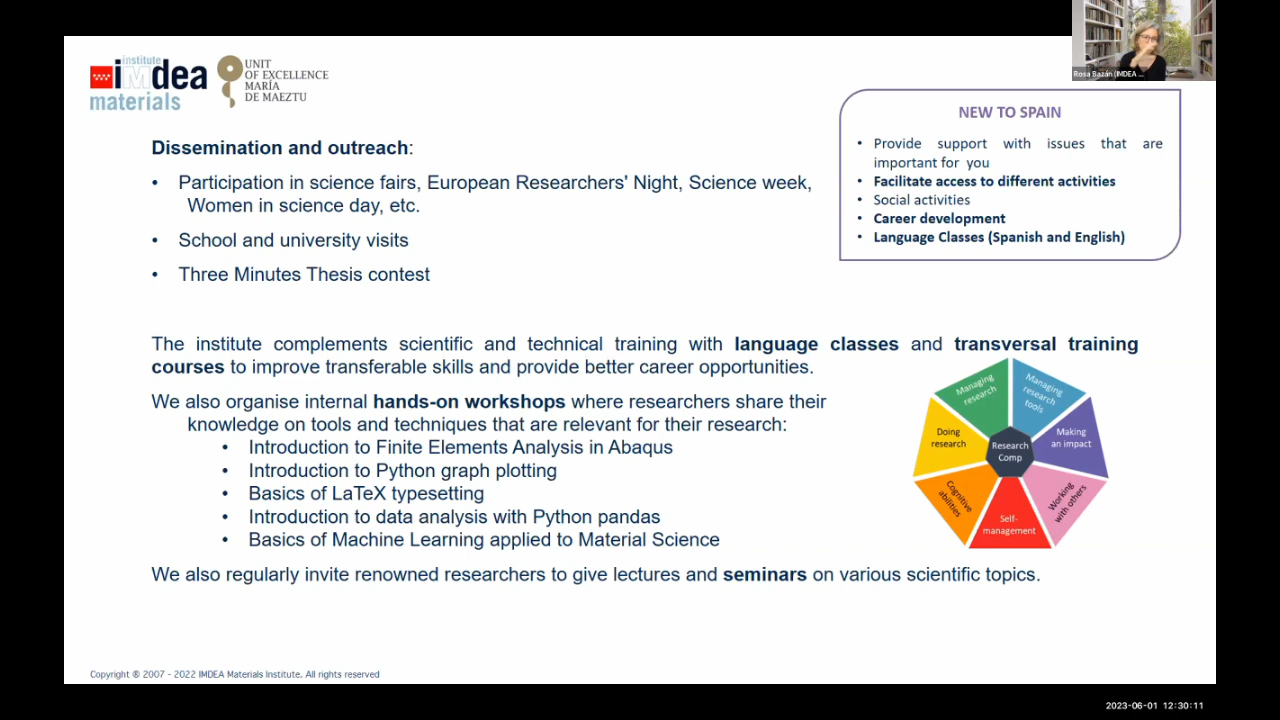 institute
iMdea
materials
UNIT
OF EXCELLENCE
MARÍA
DE MAEZTU
Rosa Bazán (IMDEA ...
NEW TO SPAIN
• Provide support with issues that are
important for you
• Facilitate access to different activities
• Social activities
• Career development
• Language Classes (Spanish and English)
Dissemination and outreach:
• Participation in science fairs, European Researchers' Night, Science week,
Women in science day, etc.
• School and university visits
• Three Minutes Thesis contest
The institute complements scientific and technical training with language classes and transversal training
courses to improve transferable skills and provide better career opportunities.
We also organise internal hands-on workshops where researchers share their
knowledge on tools and techniques that are relevant for their research:
• Introduction to Finite Elements Analysis in Abaqus
• Introduction to Python graph plotting
• Basics of LaTeX typesetting
• Introduction to data analysis with Python pandas
• Basics of Machine Learning applied to Material Science
Managing
research
Managing
research
tools
Doing
research
Making
an impact
Research
Comp
Cognitive
abilities
Working
with others
Self-
management
We also regularly invite renowned researchers to give lectures and seminars on various scientific topics.
Copyright ® 2007 - 2022 IMDEA Materials Institute. All rights reserved
2023-06-01 12:30:11